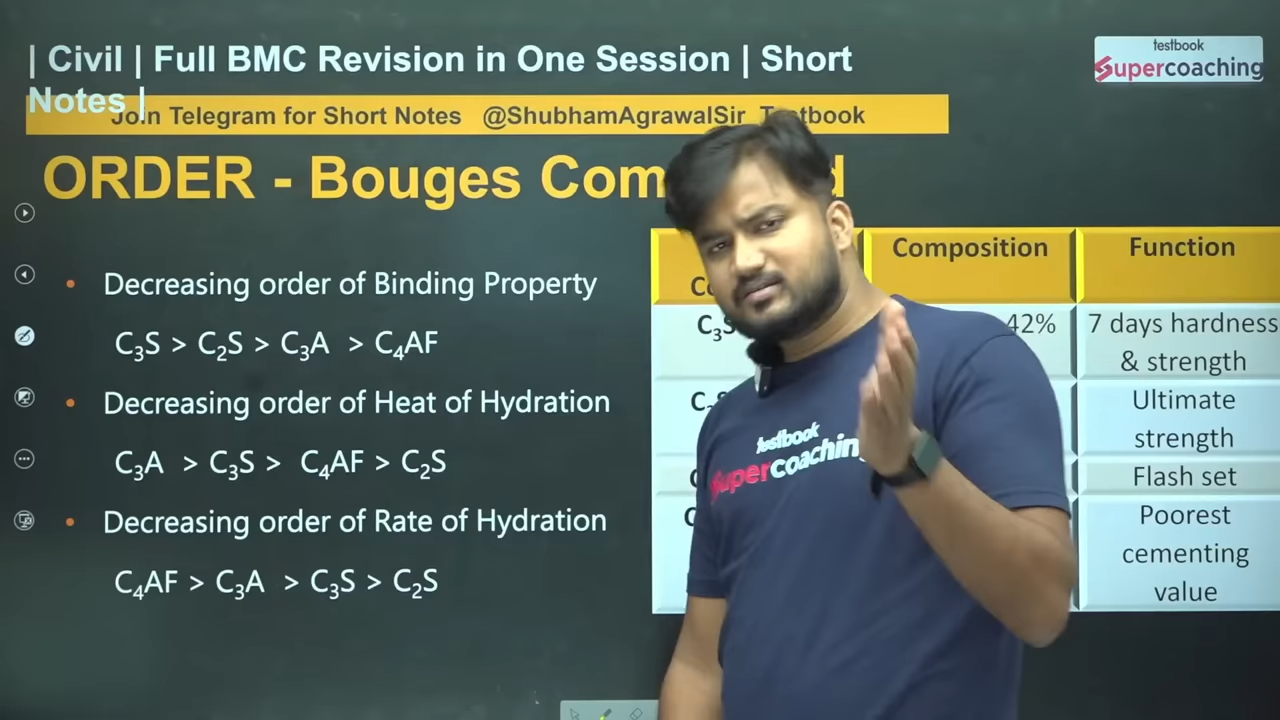 | Civil | Full BMC Revision in One Session | Short
Notes |
testbook
Supercoaching
Join Telegram for Short Notes @ShubhamAgrawalSir_Testbook
ORDER - Bouges Com
• Decreasing order of Binding Property
C₃S > C₂S > C₃A > C₄AF
• Decreasing order of Heat of Hydration
C₃A > C₃S > C₄AF > C₂S
• Decreasing order of Rate of Hydration
C₄AF > C₃A > C₃S > C₂S
Composition
Function
C₃S
42%
7 days hardness
& strength
Ultimate
strength
Flash set
Poorest
cementing
value
testbook
Supercoaching